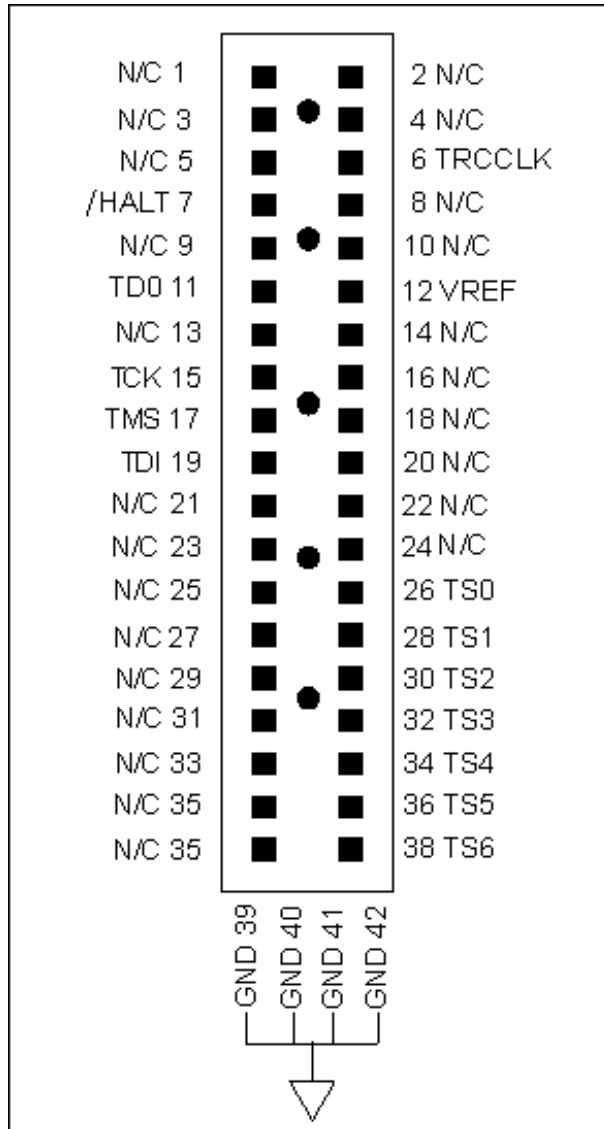 N/C 1 2 N/C
N/C 3 4 N/C
N/C 5 6 TRCCLK
/HALT 7 8 N/C
N/C 9 10 N/C
TD0 11 12 VREF
N/C 13 14 N/C
TCK 15 16 N/C
TMS 17 18 N/C
TDI 19 20 N/C
N/C 21 22 N/C
N/C 23 24 N/C
N/C 25 26 TS0
N/C 27 28 TS1
N/C 29 30 TS2
N/C 31 32 TS3
N/C 33 34 TS4
N/C 35 36 TS5
N/C 35 38 TS6
GND 39
GND 40
GND 41
GND 42